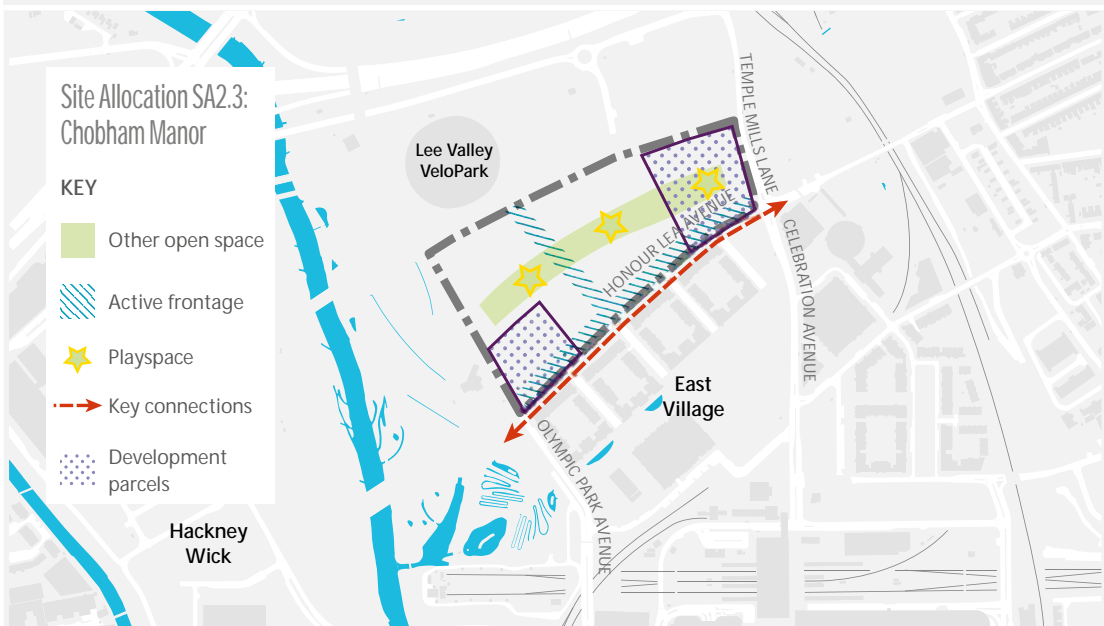 Site Allocation SA2.3:
Chobham Manor
KEY
Other open space
Active frontage
Playspace
Key connections
Development
parcels
Lee Valley
VeloPark
TEMPLE MILLS LANE
HONOUR LEA AVENUE
CELEBRATION AVENUE
East
Village
OLYMPIC PARK AVENUE
Hackney
Wick